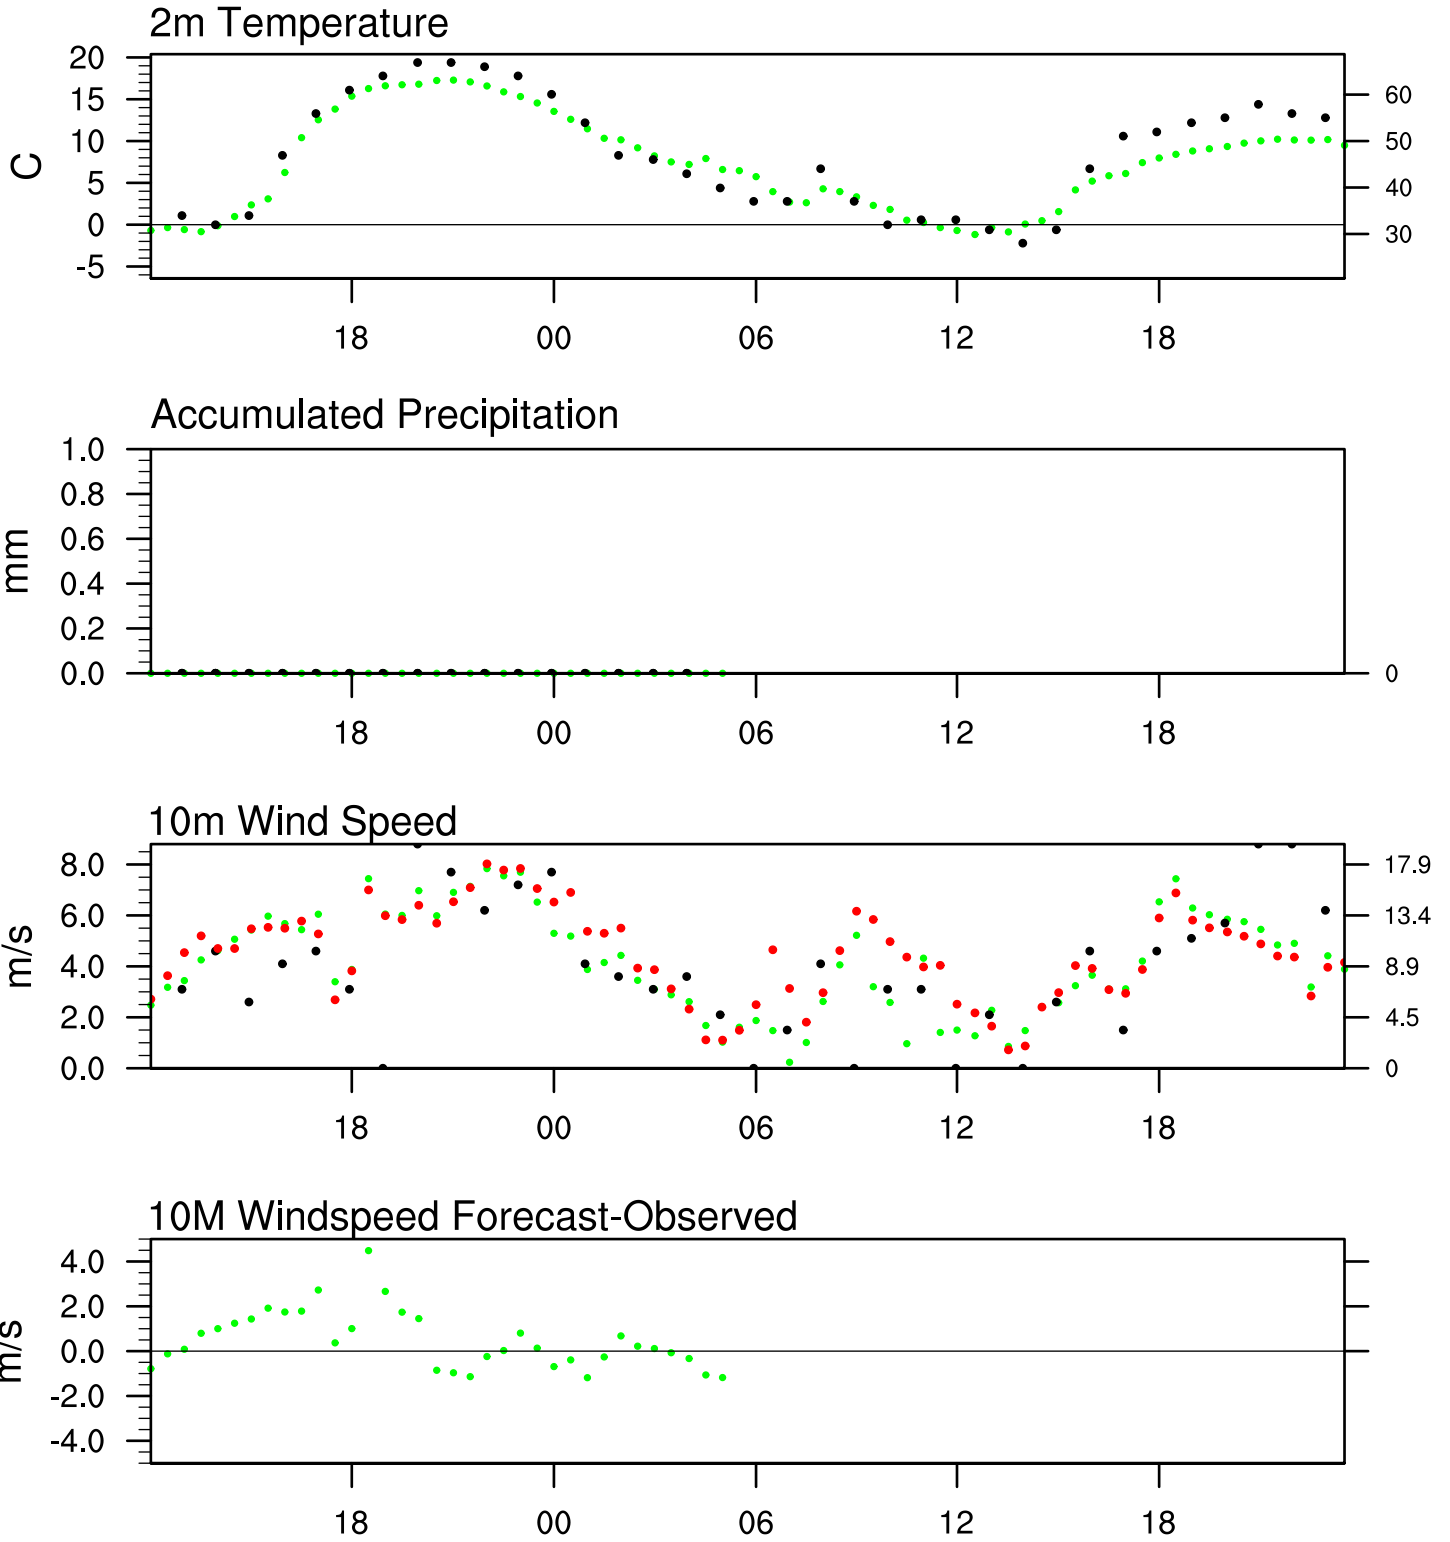 2m Temperature
C
20
15
10
5
0
-5
60
50
40
30
18 00 06 12 18
Accumulated Precipitation
mm
1.0
0.8
0.6
0.4
0.2
0.0
0
18 00 06 12 18
10m Wind Speed
m/s
8.0
6.0
4.0
2.0
0.0
17.9
13.4
8.9
4.5
0
18 00 06 12 18
10M Windspeed Forecast-Observed
m/s
4.0
2.0
0.0
-2.0
-4.0
18 00 06 12 18